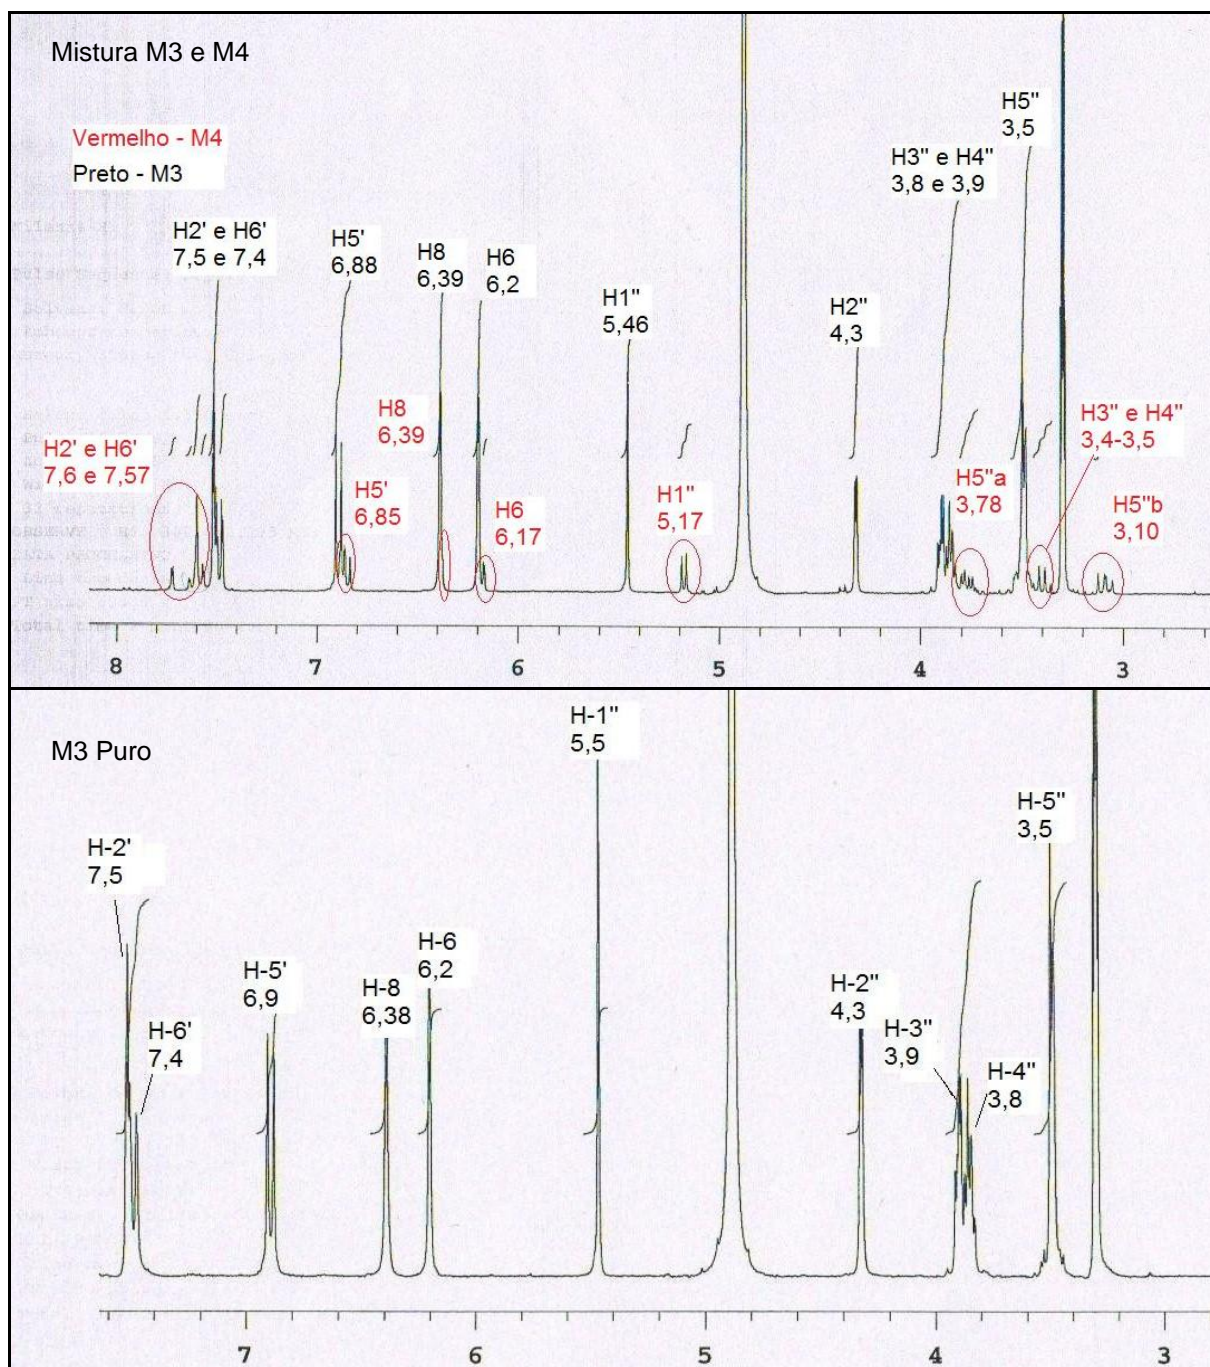 Mistura M3 e M4
H5''
3,5
Vermelho - M4
Preto - M3
H3'' e H4''
3,8 e 3,9
H2' e H6'
7,5 e 7,4
H5'
6,88
H8
6,39
H6
6,2
H1''
5,46
H2''
4,3
H2' e H6'
7,6 e 7,57
H8
6,39
H5'
6,85
H6
6,17
H1''
5,17
H5''a
3,78
H3'' e H4''
3,4-3,5
H5''b
3,10
8 7 6 5 4 3
M3 Puro
H-1''
5,5
H-2'
7,5
H-6'
7,4
H-5'
6,9
H-8
6,38
H-6
6,2
H-5''
3,5
H-2''
4,3
H-3''
3,9
H-4''
3,8
7 6 5 4 3